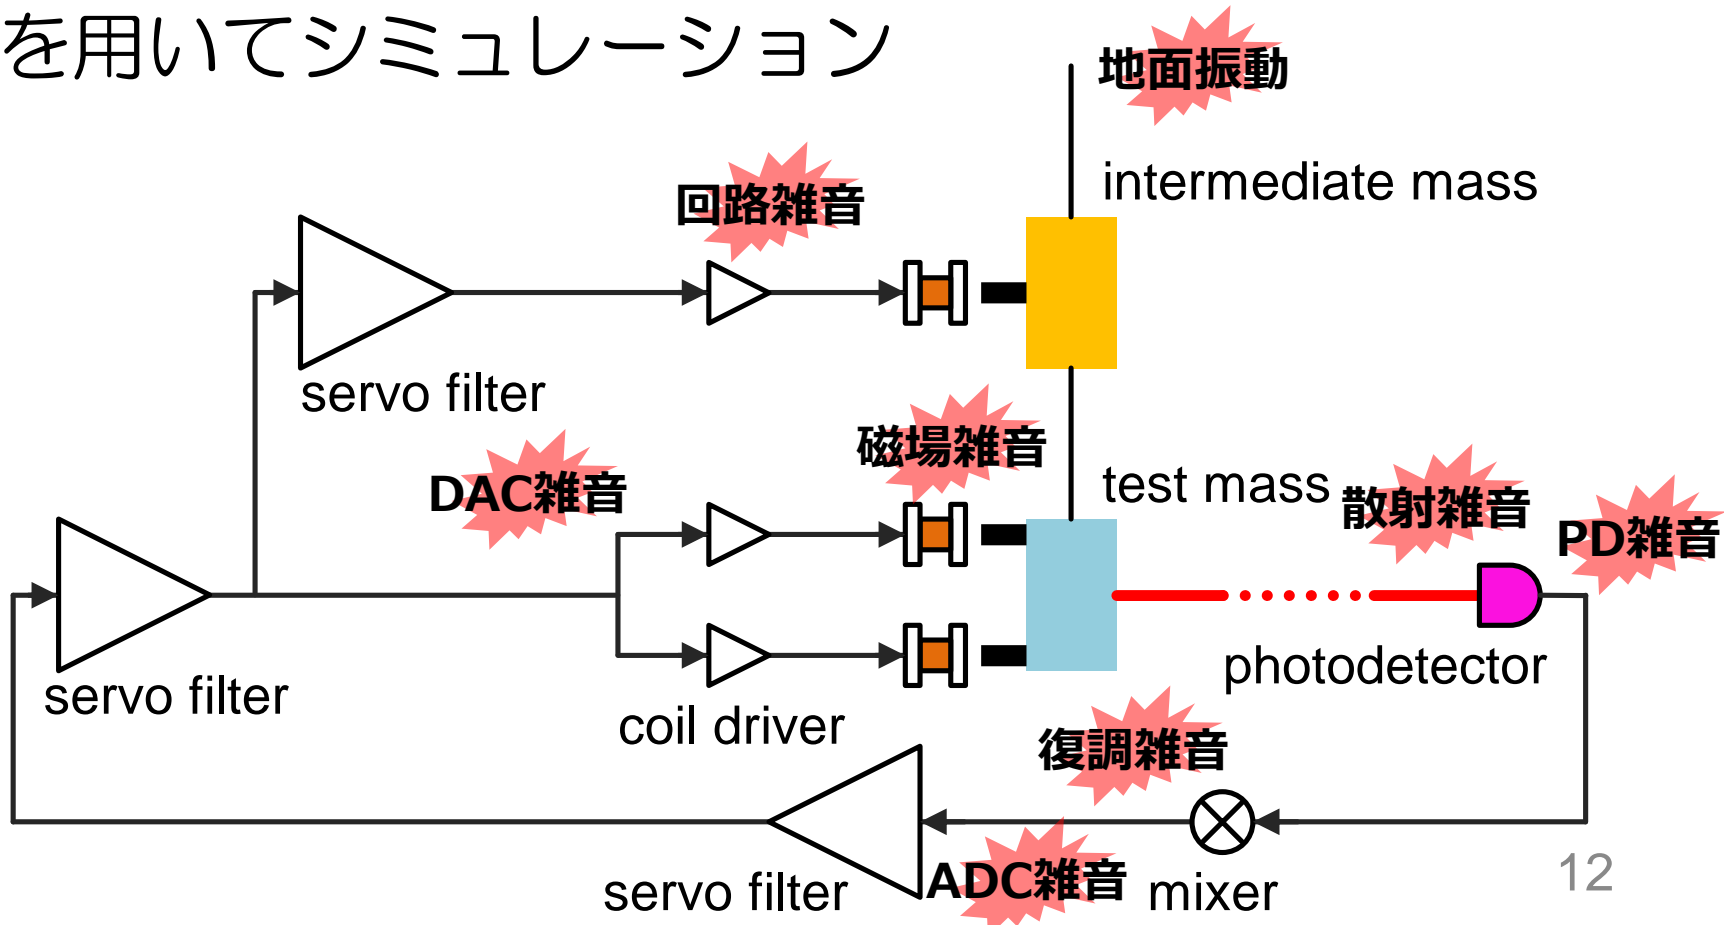 を用いてシミュレーション
地面振動
intermediate mass
回路雑音
servo filter
磁場雑音
DAC雑音
test mass
散射雑音
PD雑音
servo filter
photodetector
coil driver
復調雑音
servo filter
ADC雑音
mixer
12